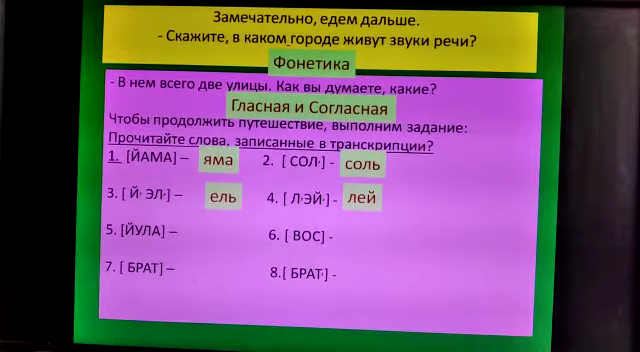 Замечательно, едем дальше.
- Скажите, в каком городе живут звуки речи?
Фонетика
- В нем всего две улицы. Как вы думаете, какие?
Гласная и Согласная
Чтобы продолжить путешествие, выполним задание:
Прочитайте слова, записанные в транскрипции?
1. [ЙАМА] – яма 2. [ СОЛ,] - соль
3. [ Й, ЭЛ,] – ель 4. [ Л,ЭЙ,] - лей
5. [ЙУЛА] – 6. [ ВОС] -
7. [ БРАТ] – 8.[ БРАТ,] -